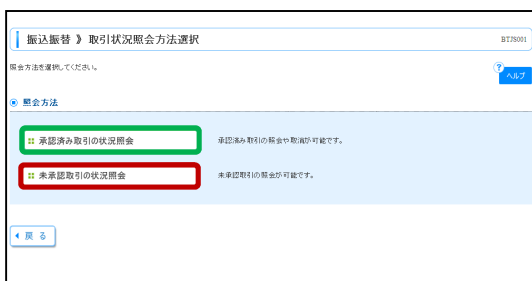 振込振替 》 取引状況照会方法選択
BTJS001
照会方法を選択してください。
? ヘルプ
照会方法
承認済み取引の状況照会
承認済み取引の照会や取消が可能です。
未承認取引の状況照会
未承認取引の照会が可能です。
戻る